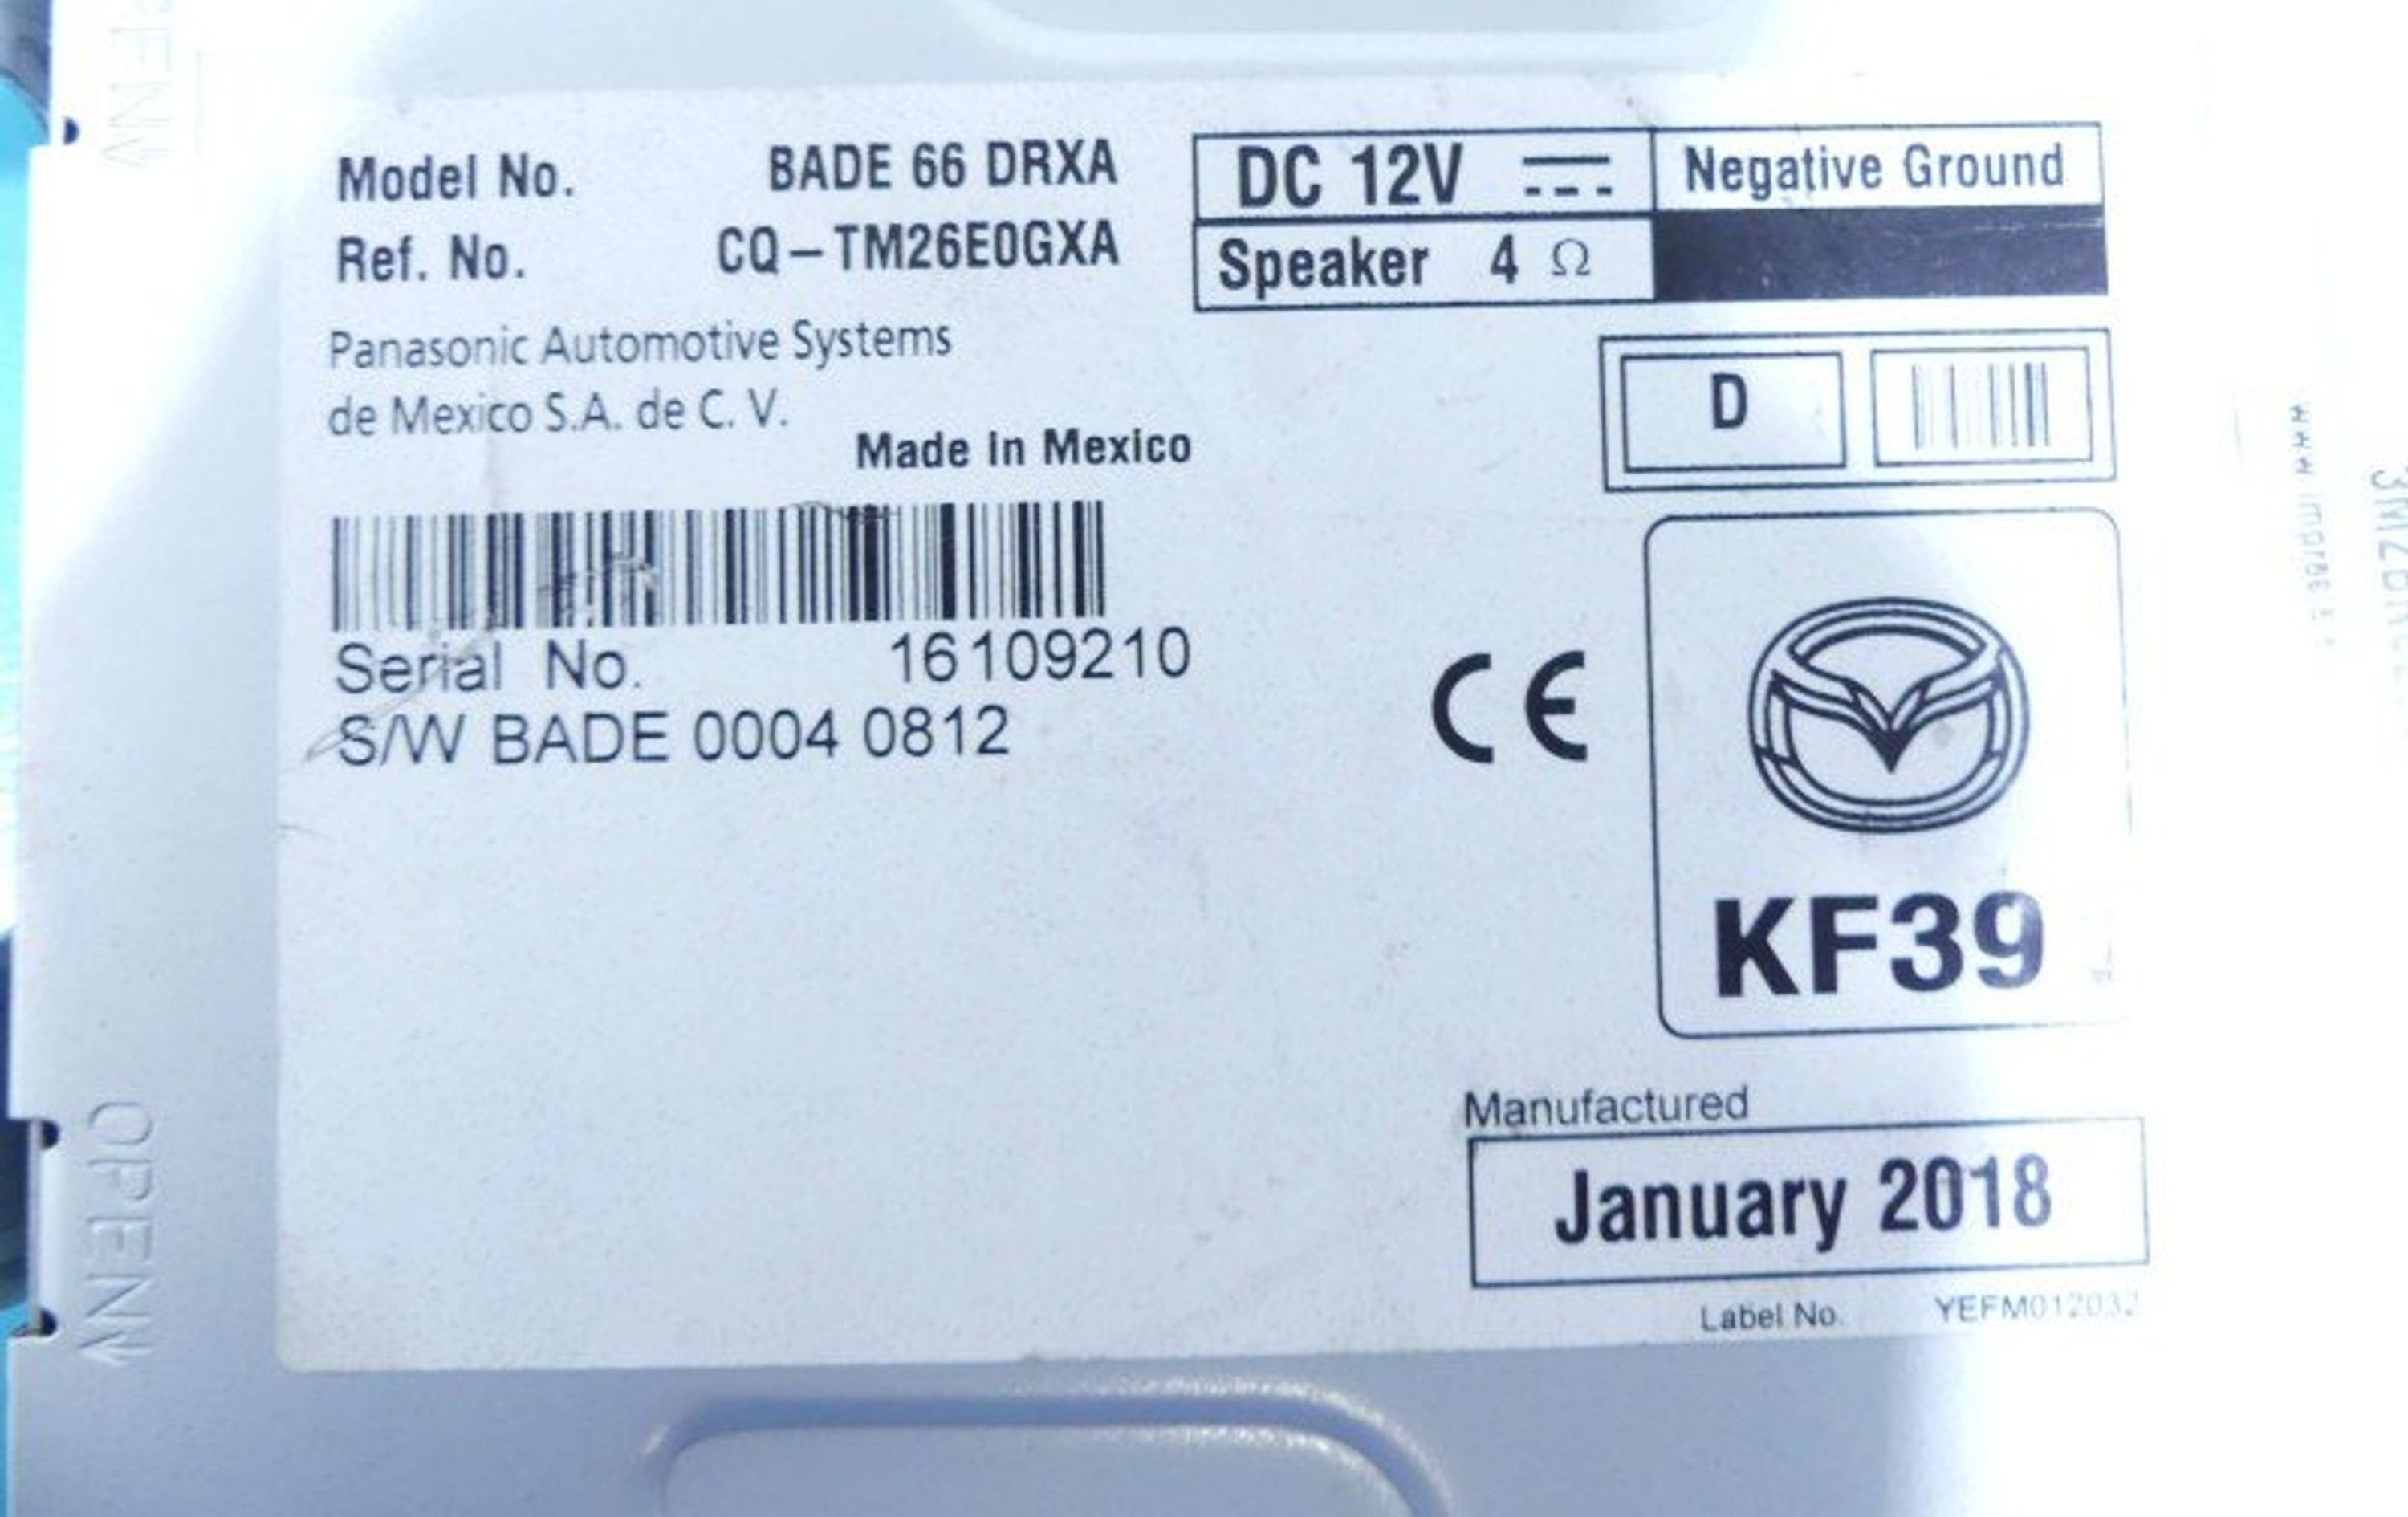 Model No. BADE 66 DRXA
Ref. No. CQ-TM26E0GXA
Panasonic Automotive Systems
de Mexico S.A. de C. V.
Made in Mexico
DC 12V Negative Ground
Speaker 4 Ω
D
Serial No. 16109210
S/W BADE 0004 0812
CE
KF39
Manufactured
January 2018
Label No. YEFM012032
OPEN